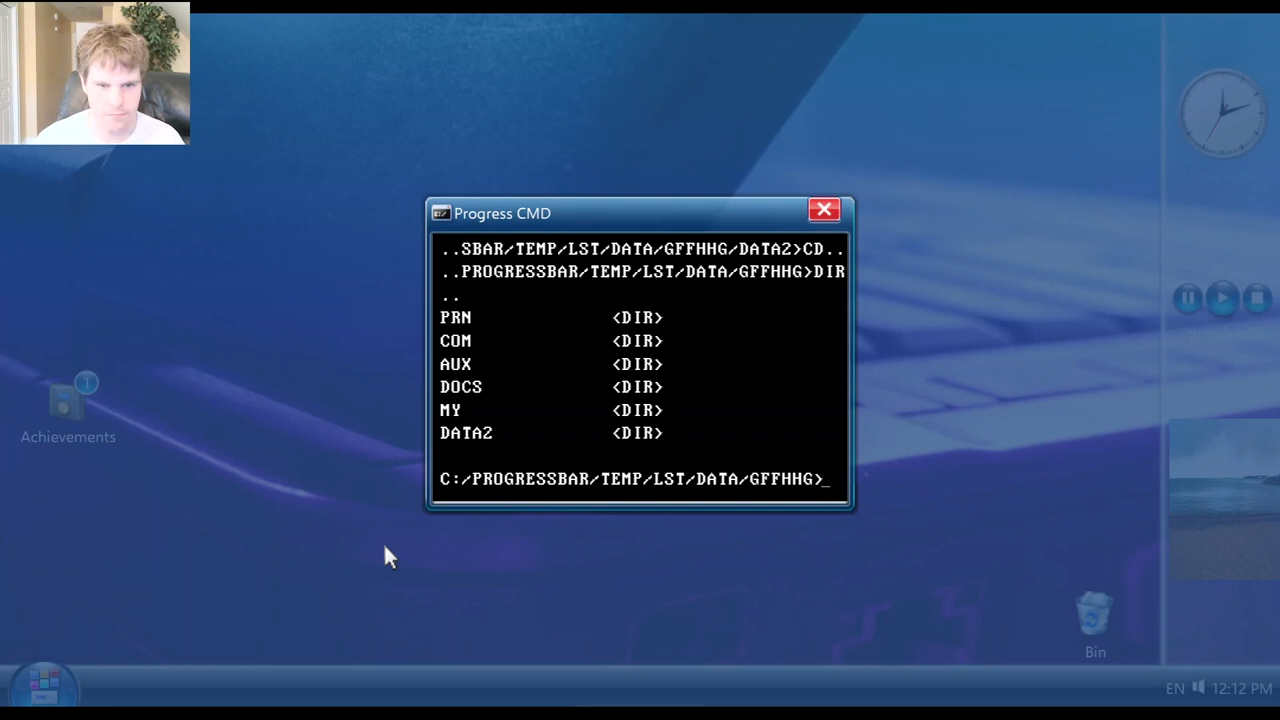 Progress CMD
..SBAR/TEMP/LST/DATA/GFFHHG/DATA2>CD..
..PROGRESSBAR/TEMP/LST/DATA/GFFHHG>DIR
..
PRN <DIR>
COM <DIR>
AUX <DIR>
DOCS <DIR>
MY <DIR>
DATA2 <DIR>
C:/PROGRESSBAR/TEMP/LST/DATA/GFFHHG>_
1
Achievements
Bin
EN 12:12 PM